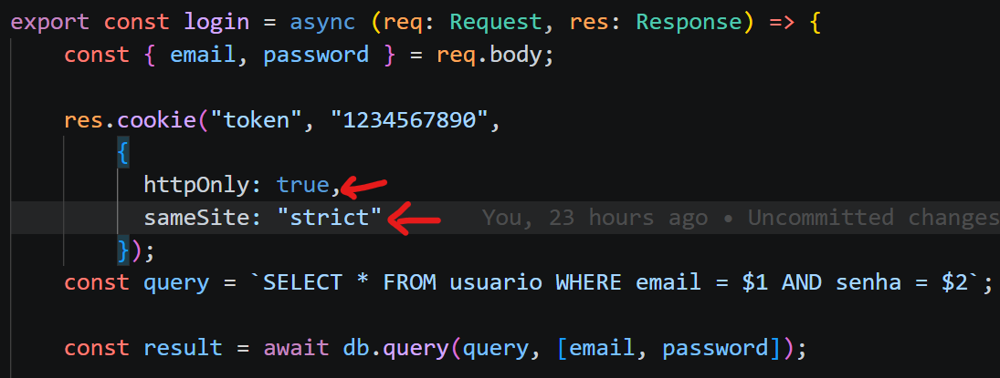 export const login = async (req: Request, res: Response) => {
const { email, password } = req.body;
res.cookie("token", "1234567890",
{
httpOnly: true,
sameSite: "strict" You, 23 hours ago • Uncommitted changes
});
const query = `SELECT * FROM usuario WHERE email = $1 AND senha = $2`;
const result = await db.query(query, [email, password]);